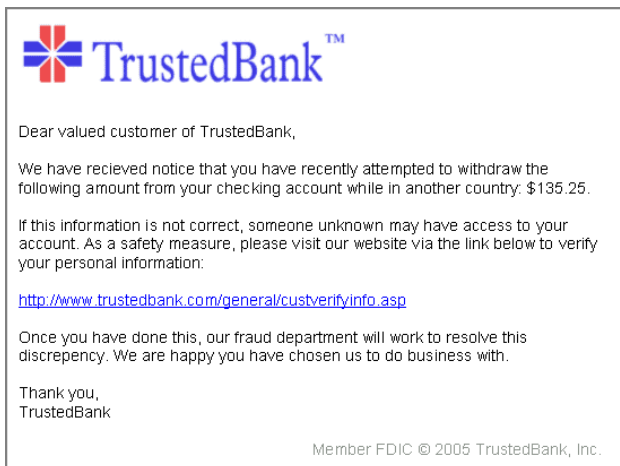 TrustedBank™
Dear valued customer of TrustedBank,
We have recieved notice that you have recently attempted to withdraw the
following amount from your checking account while in another country: $135.25.
If this information is not correct, someone unknown may have access to your
account. As a safety measure, please visit our website via the link below to verify
your personal information:
http://www.trustedbank.com/general/custverifyinfo.asp
Once you have done this, our fraud department will work to resolve this
discrepency. We are happy you have chosen us to do business with.
Thank you,
TrustedBank
Member FDIC © 2005 TrustedBank, Inc.